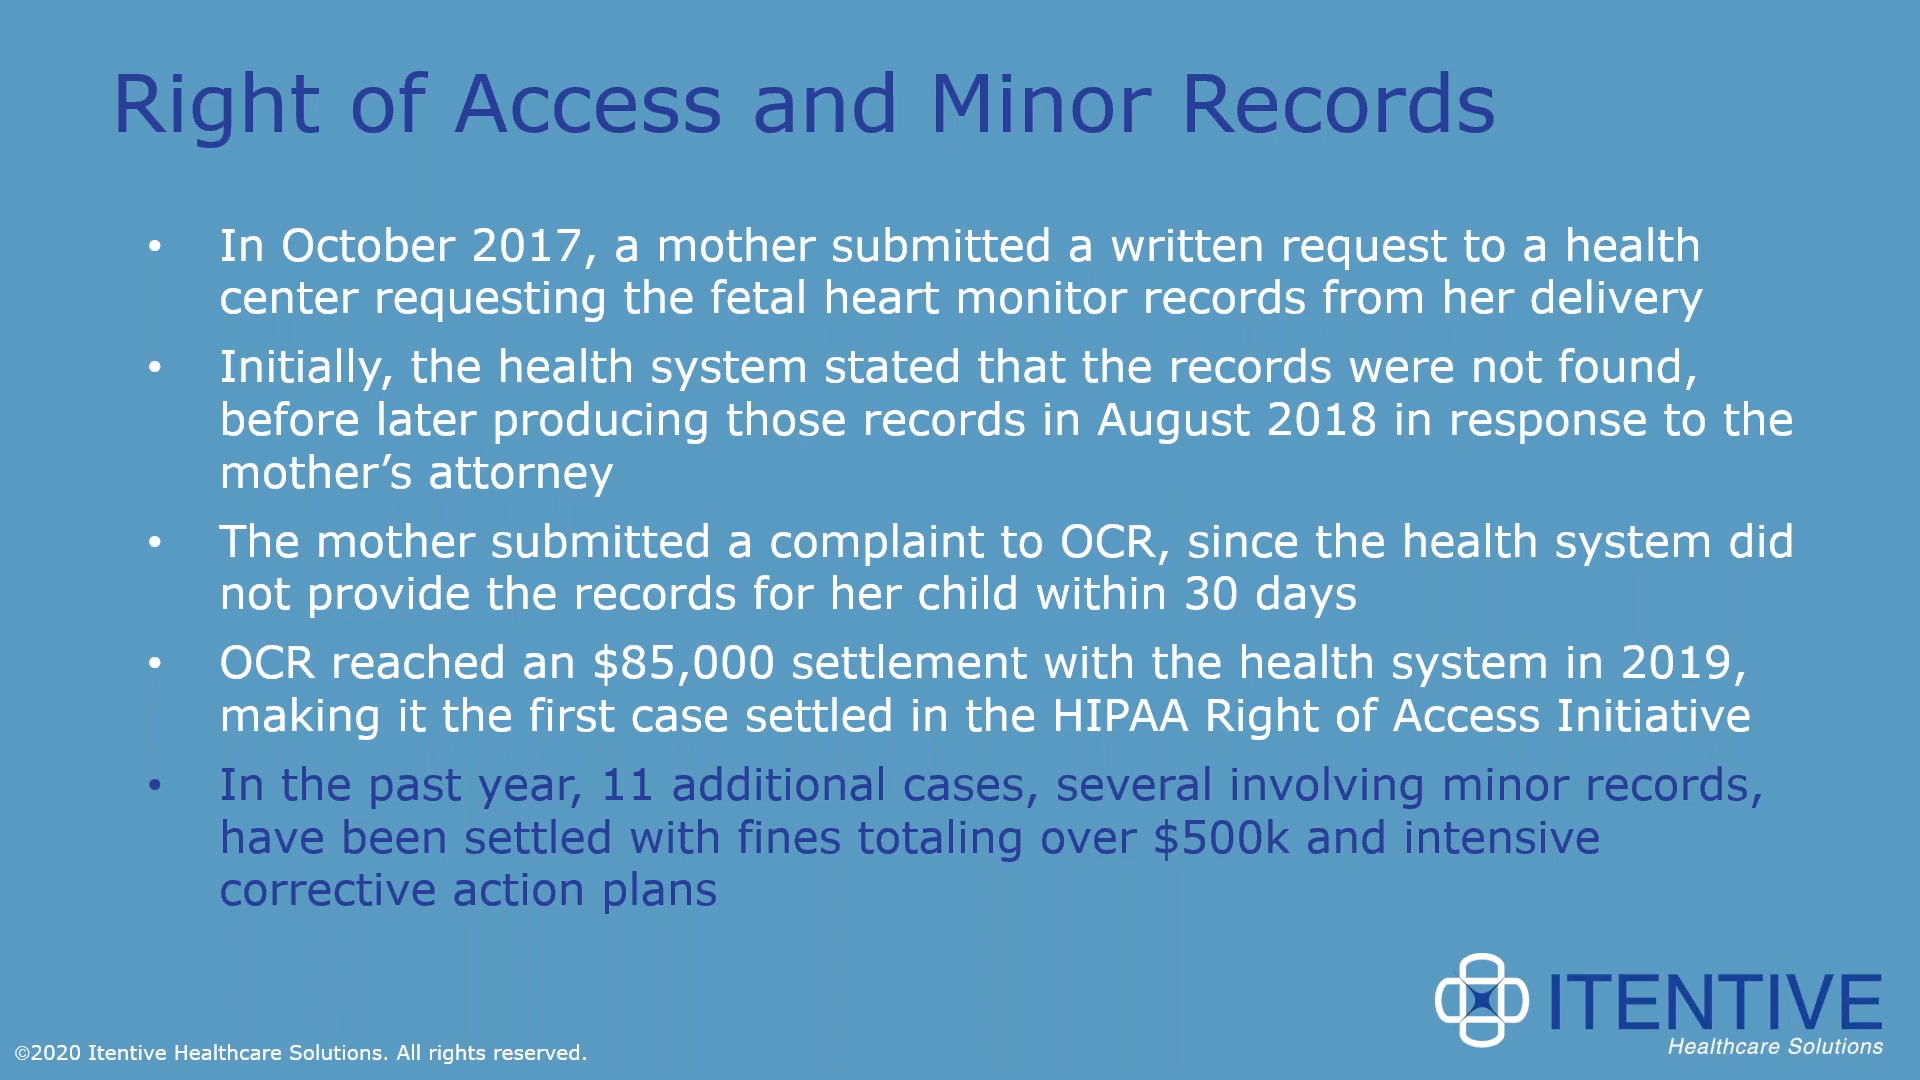 Right of Access and Minor Records
• In October 2017, a mother submitted a written request to a health
center requesting the fetal heart monitor records from her delivery
• Initially, the health system stated that the records were not found,
before later producing those records in August 2018 in response to the
mother’s attorney
• The mother submitted a complaint to OCR, since the health system did
not provide the records for her child within 30 days
• OCR reached an $85,000 settlement with the health system in 2019,
making it the first case settled in the HIPAA Right of Access Initiative
• In the past year, 11 additional cases, several involving minor records,
have been settled with fines totaling over $500k and intensive
corrective action plans
ITENTIVE
Healthcare Solutions
©2020 Itentive Healthcare Solutions. All rights reserved.